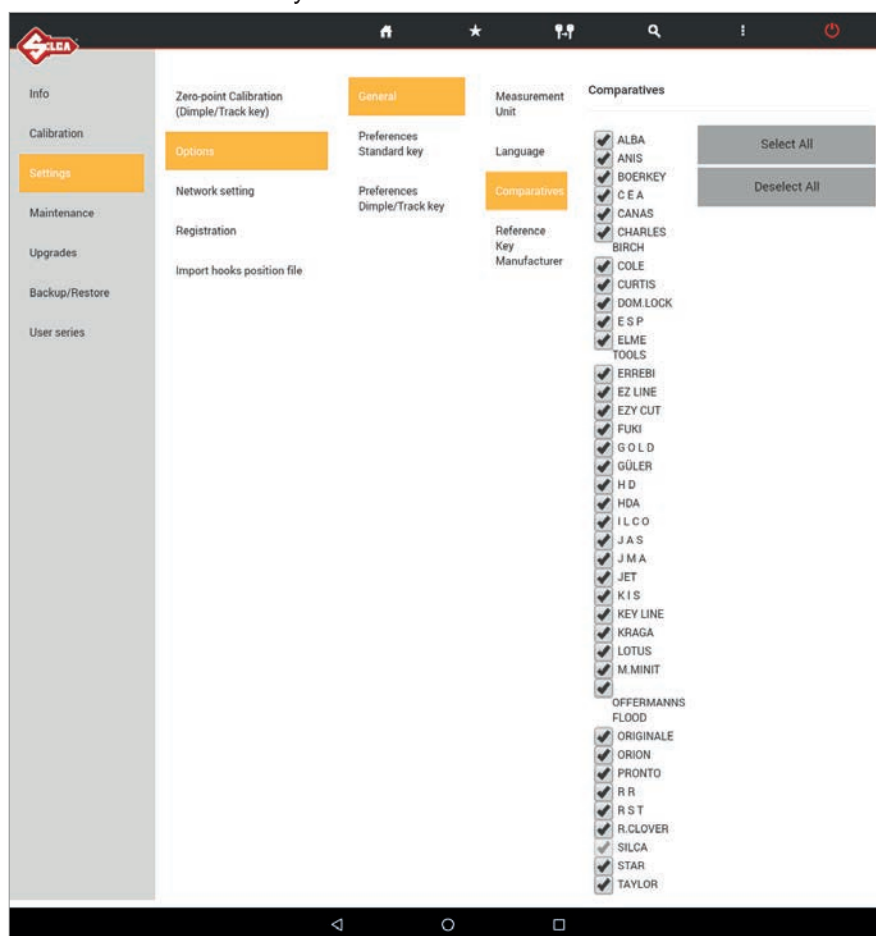 SILCA
Info
Calibration
Settings
Maintenance
Upgrades
Backup/Restore
User series
Zero-point Calibration
(Dimple/Track key)
Options
Network setting
Registration
Import hooks position file
General
Preferences
Standard key
Preferences
Dimple/Track key
Measurement
Unit
Language
Comparatives
Reference
Key
Manufacturer
Comparatives
ALBA
ANIS
BOERKEY
C E A
CANAS
CHARLES
BIRCH
COLE
CURTIS
DOM.LOCK
E S P
ELME
TOOLS
ERREBI
EZ LINE
EZY CUT
FUKI
G O L D
GÜLER
H D
HDA
I L C O
J A S
J M A
JET
K I S
KEY LINE
KRAGA
LOTUS
M.MINIT
OFFERMANNS
FLOOD
ORIGINALE
ORION
PRONTO
R R
R S T
R.CLOVER
SILCA
STAR
TAYLOR
Select All
Deselect All